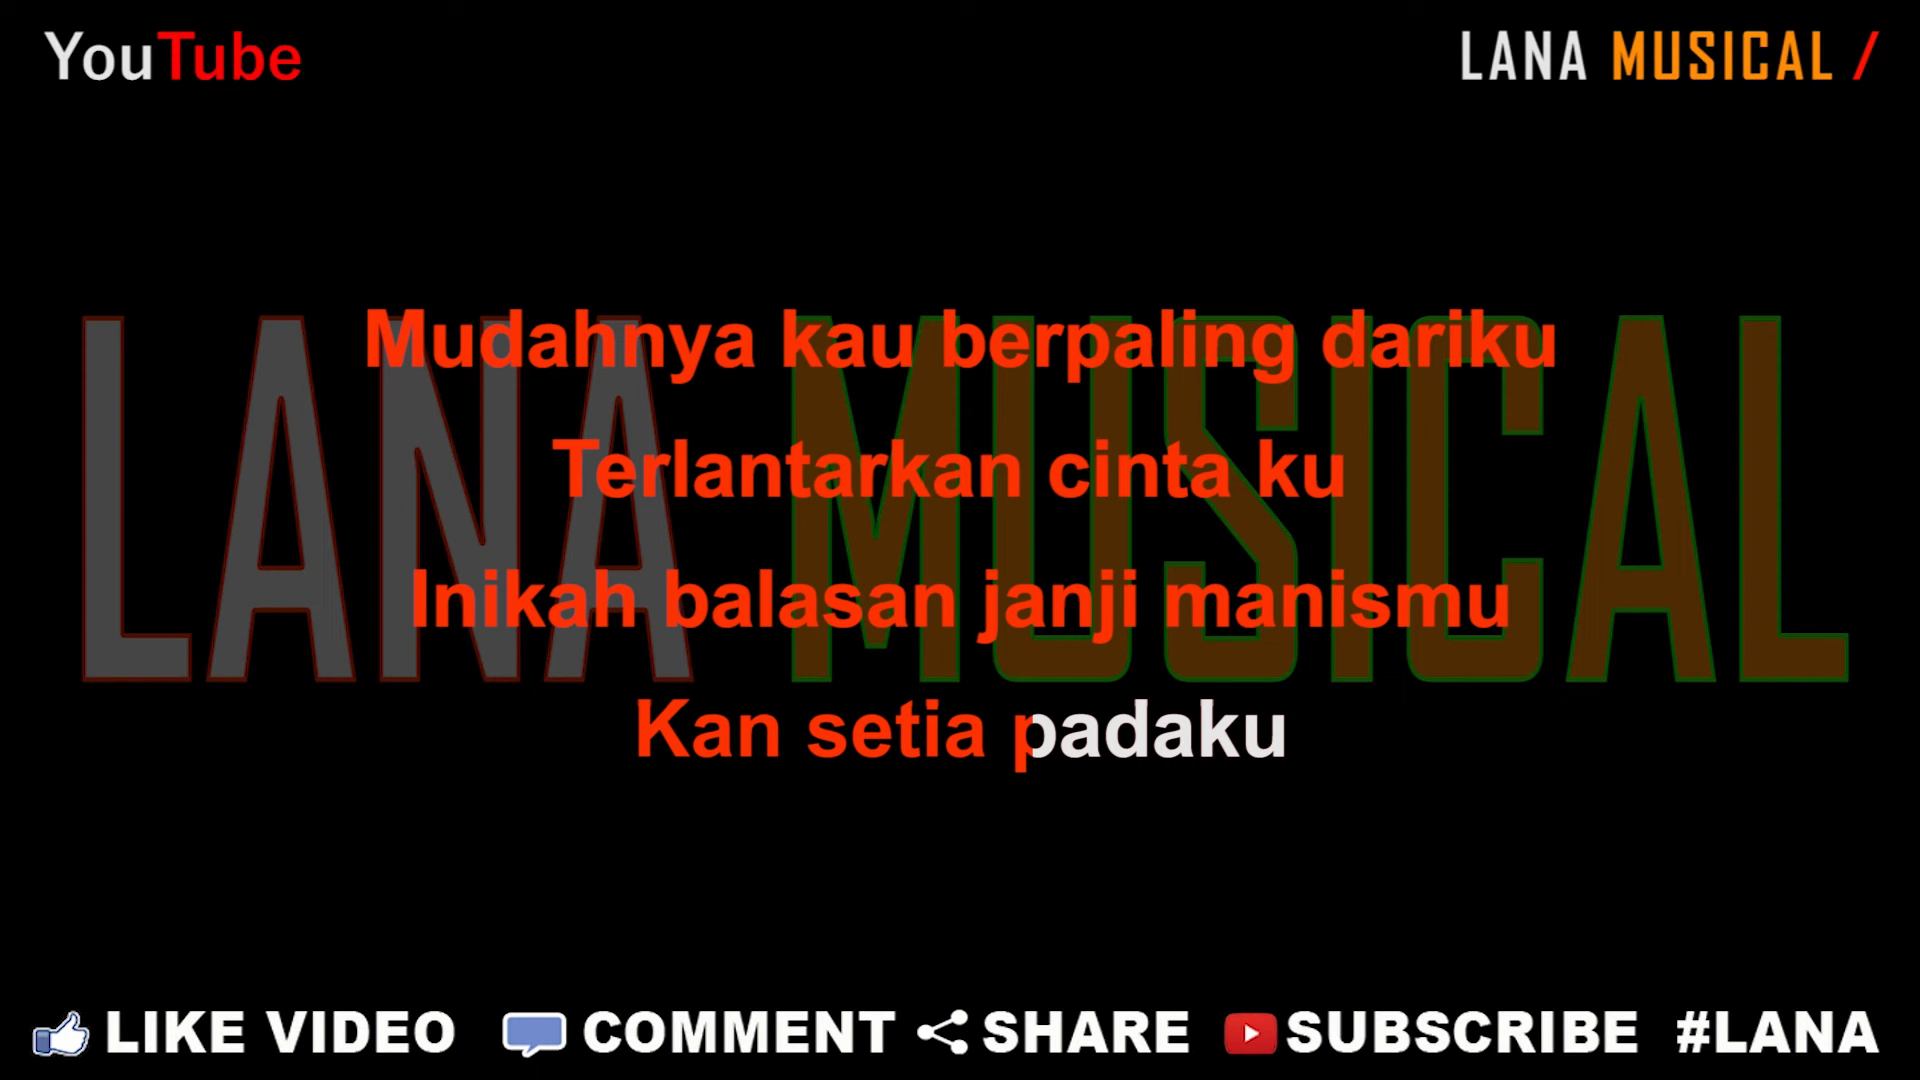 YouTube
LANA MUSICAL /
LANA MUSICAL
Mudahnya kau berpaling dariku
Terlantarkan cinta ku
Inikah balasan janji manismu
Kan setia padaku
LIKE VIDEO COMMENT SHARE SUBSCRIBE #LANA